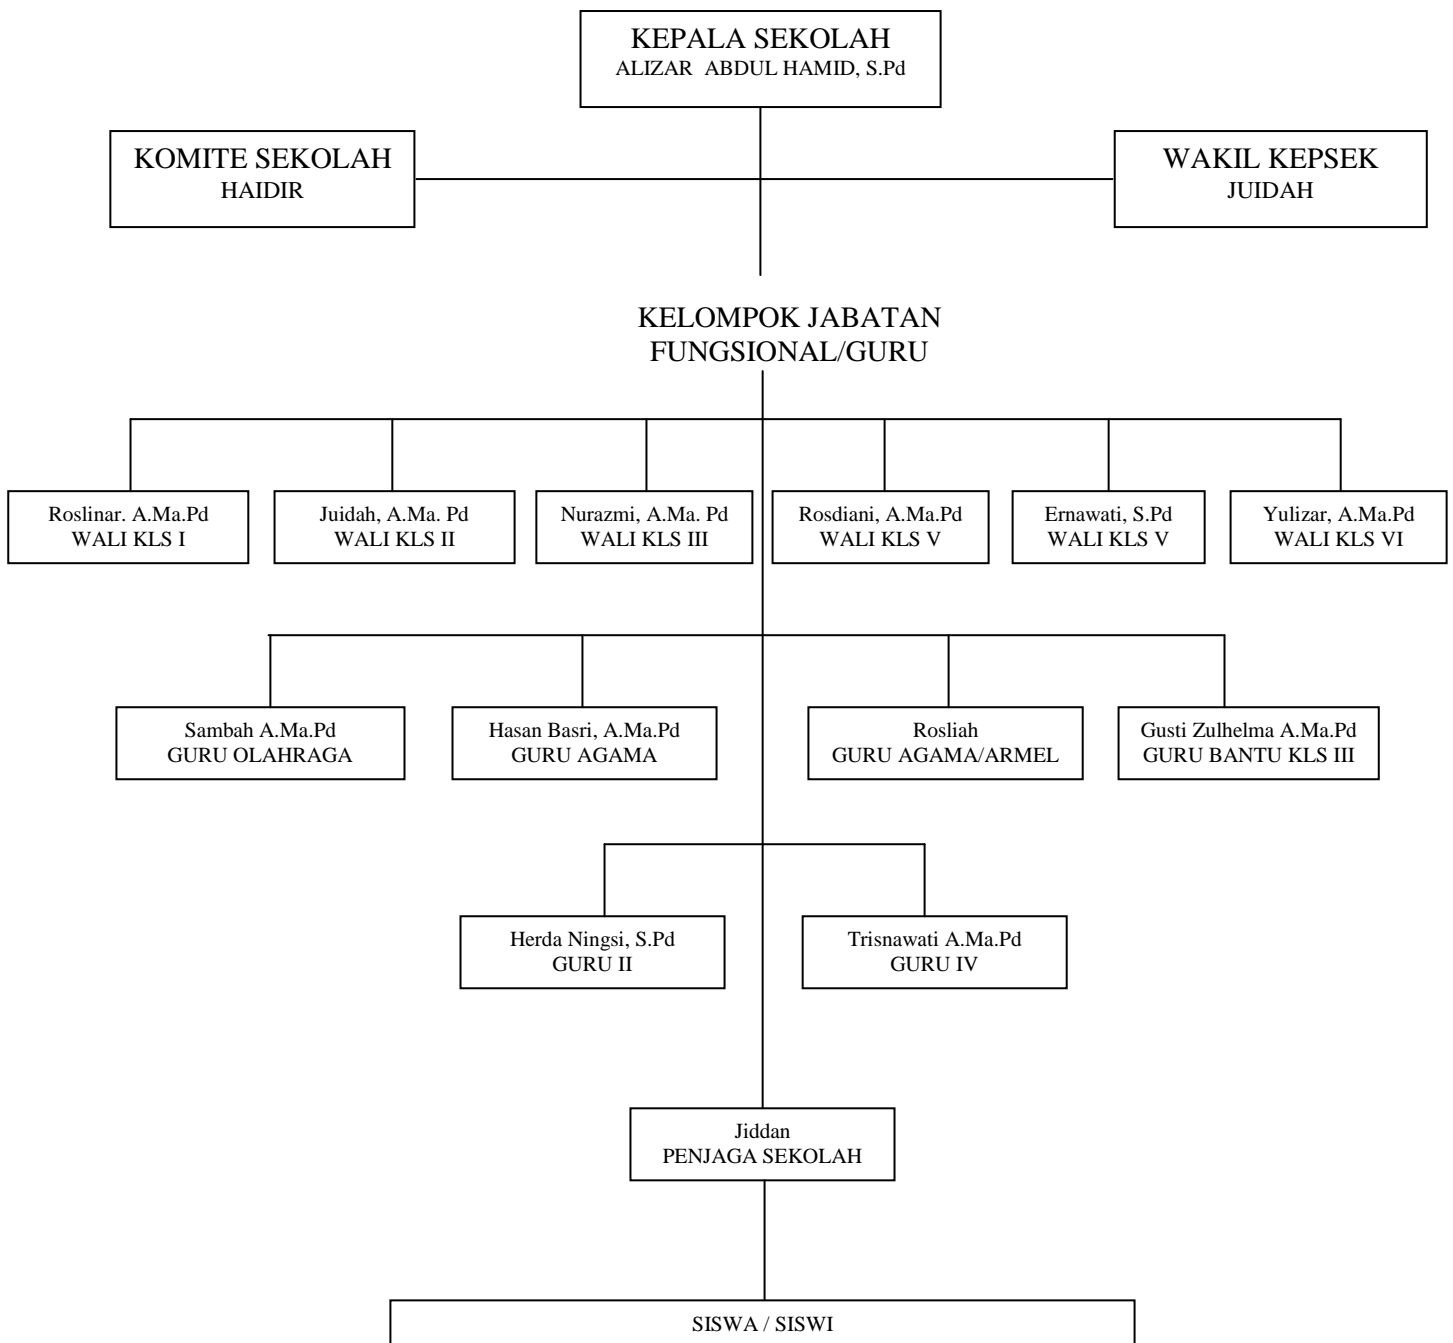 KEPALA SEKOLAH
ALIZAR ABDUL HAMID, S.Pd
KOMITE SEKOLAH
HAIDIR
WAKIL KEPSEK
JUIDAH
KELOMPOK JABATAN
FUNGSIONAL/GURU
Roslinar. A.Ma.Pd
WALI KLS I
Juidah, A.Ma. Pd
WALI KLS II
Nurazmi, A.Ma. Pd
WALI KLS III
Rosdiani, A.Ma.Pd
WALI KLS V
Ernawati, S.Pd
WALI KLS V
Yulizar, A.Ma.Pd
WALI KLS VI
Sambah A.Ma.Pd
GURU OLAHRAGA
Hasan Basri, A.Ma.Pd
GURU AGAMA
Rosliah
GURU AGAMA/ARMEL
Gusti Zulhelma A.Ma.Pd
GURU BANTU KLS III
Herda Ningsi, S.Pd
GURU II
Trisnawati A.Ma.Pd
GURU IV
Jiddan
PENJAGA SEKOLAH
SISWA / SISWI